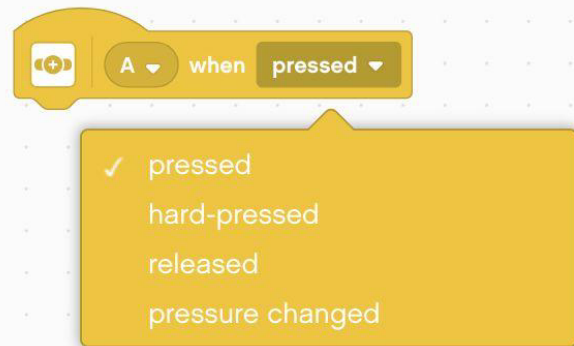 A when pressed
pressed
hard-pressed
released
pressure changed